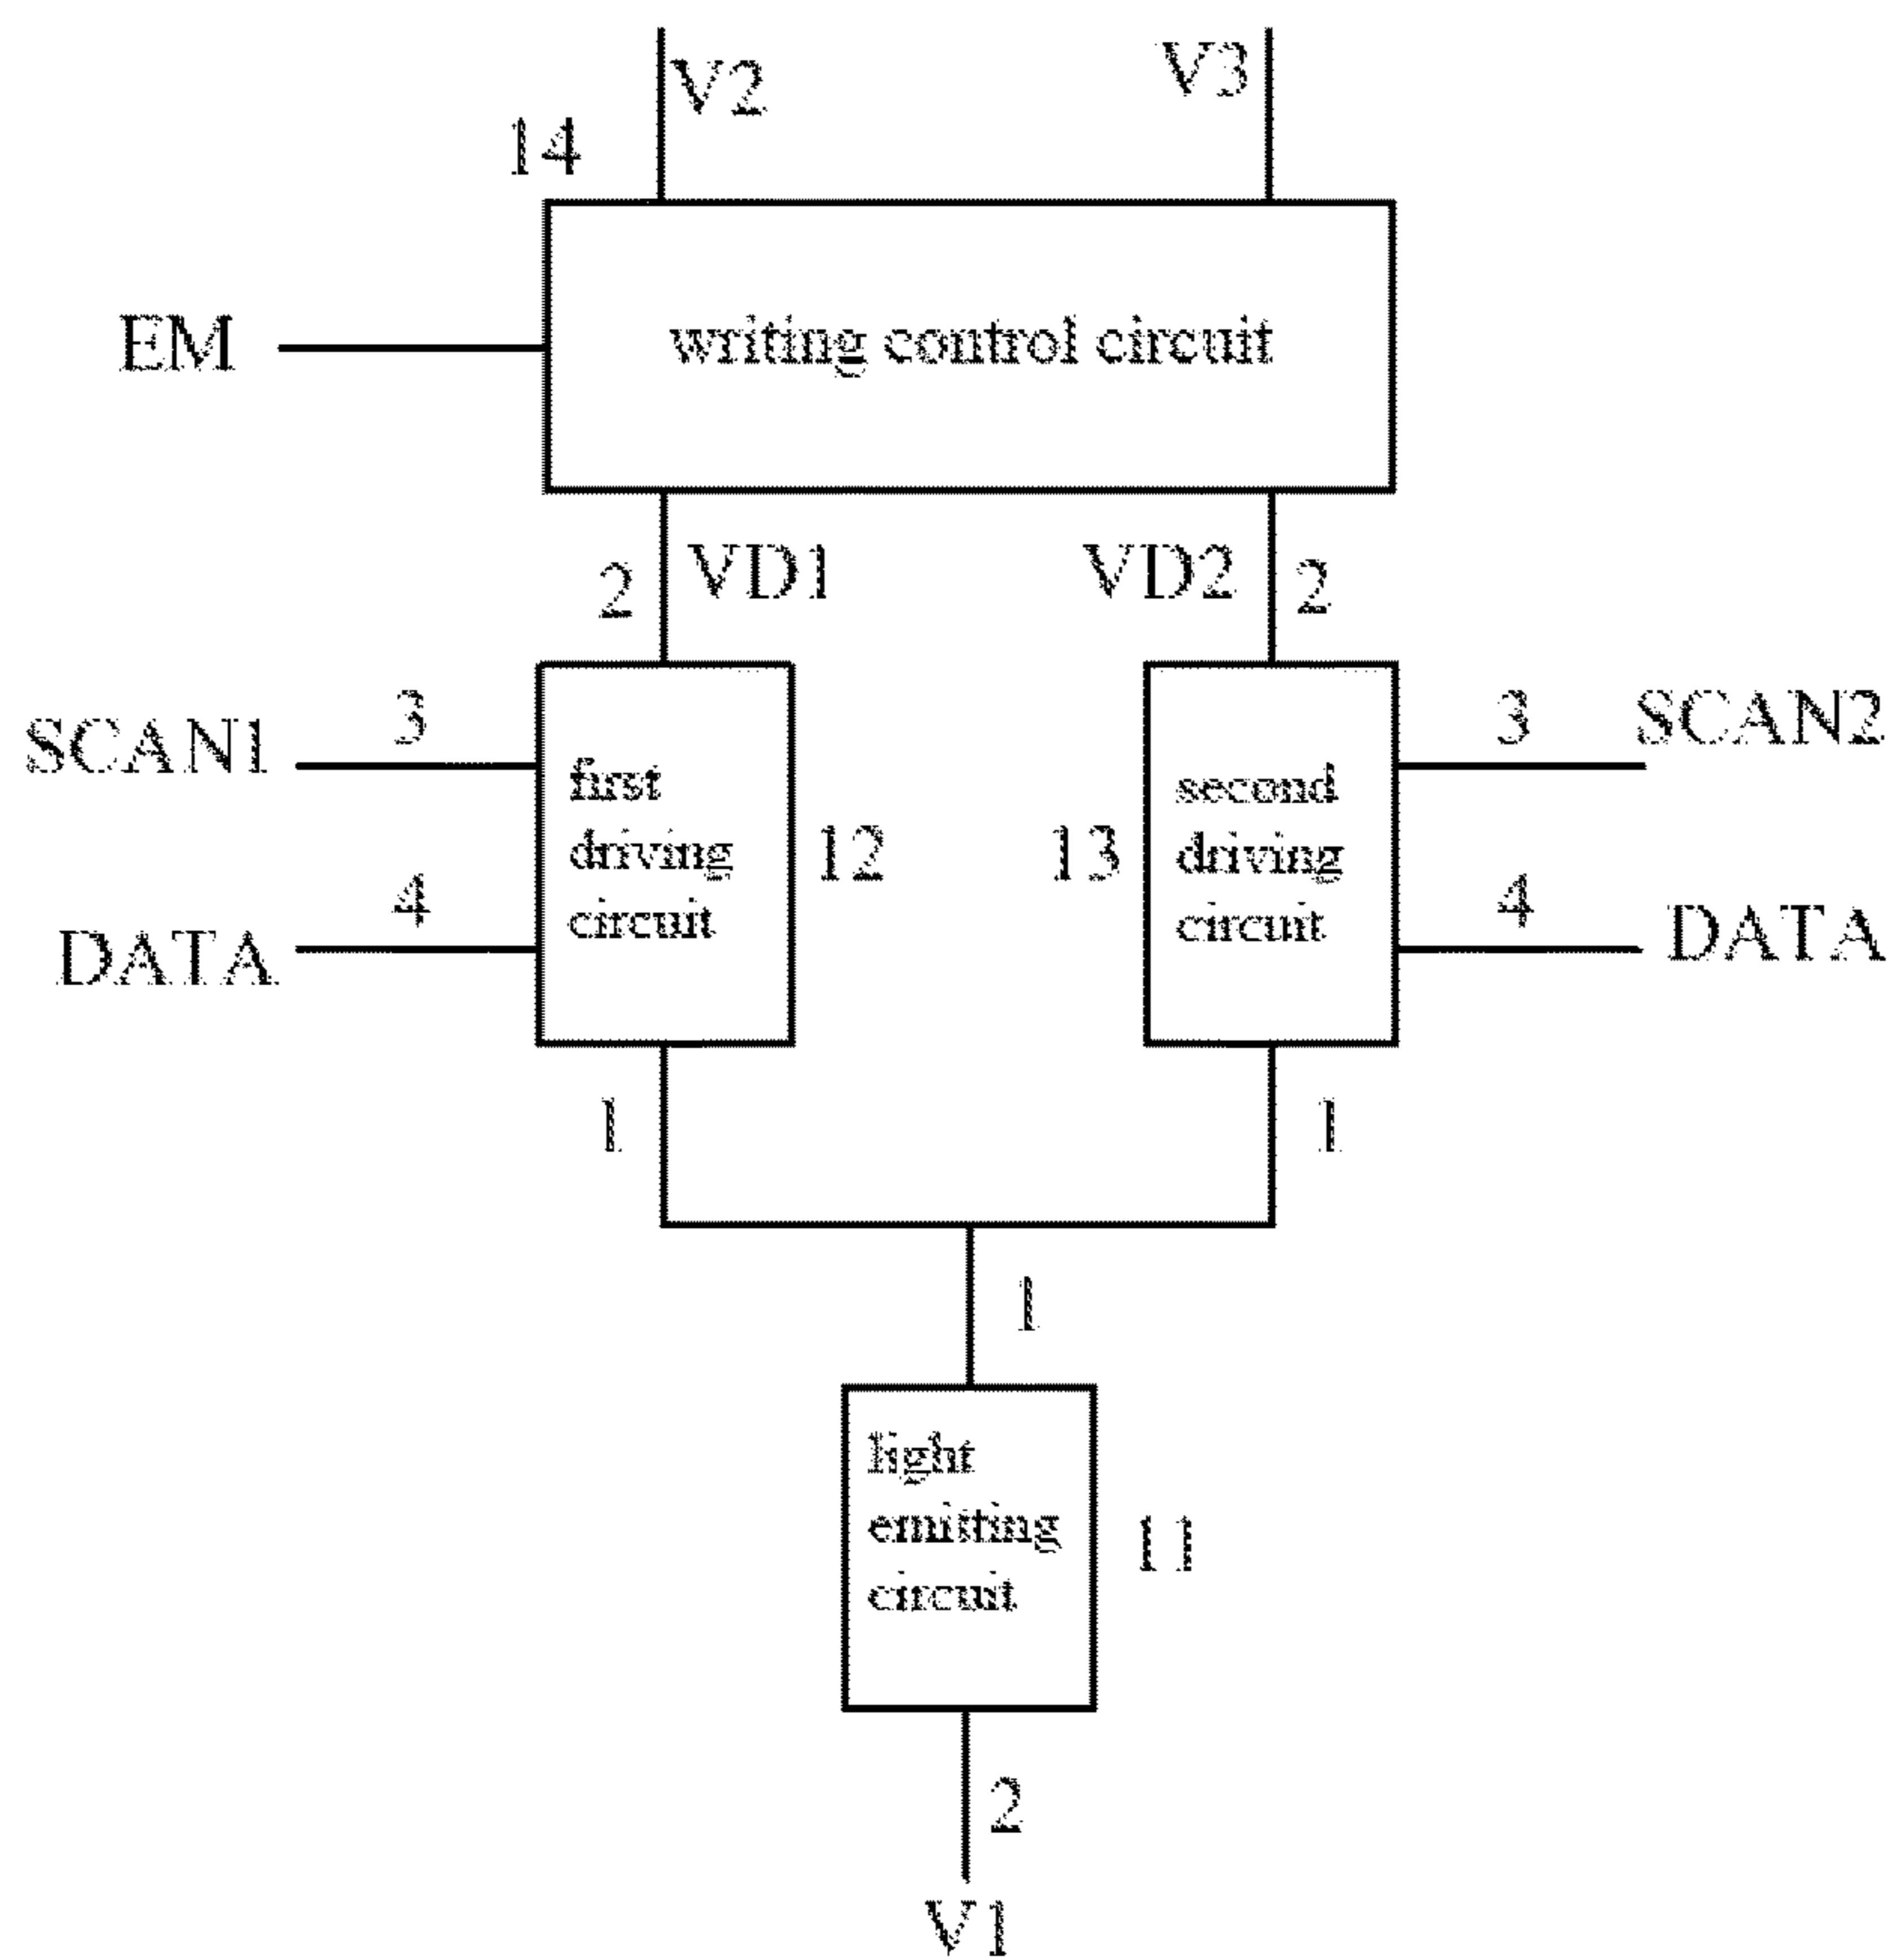 V2
V3
14
EM
writing control circuit
2
VD1
VD2
2
SCAN1
3
3
SCAN2
first
driving
circuit
12
13
second
driving
circuit
DATA
4
4
DATA
1
1
1
light
emitting
circuit
11
2
V1